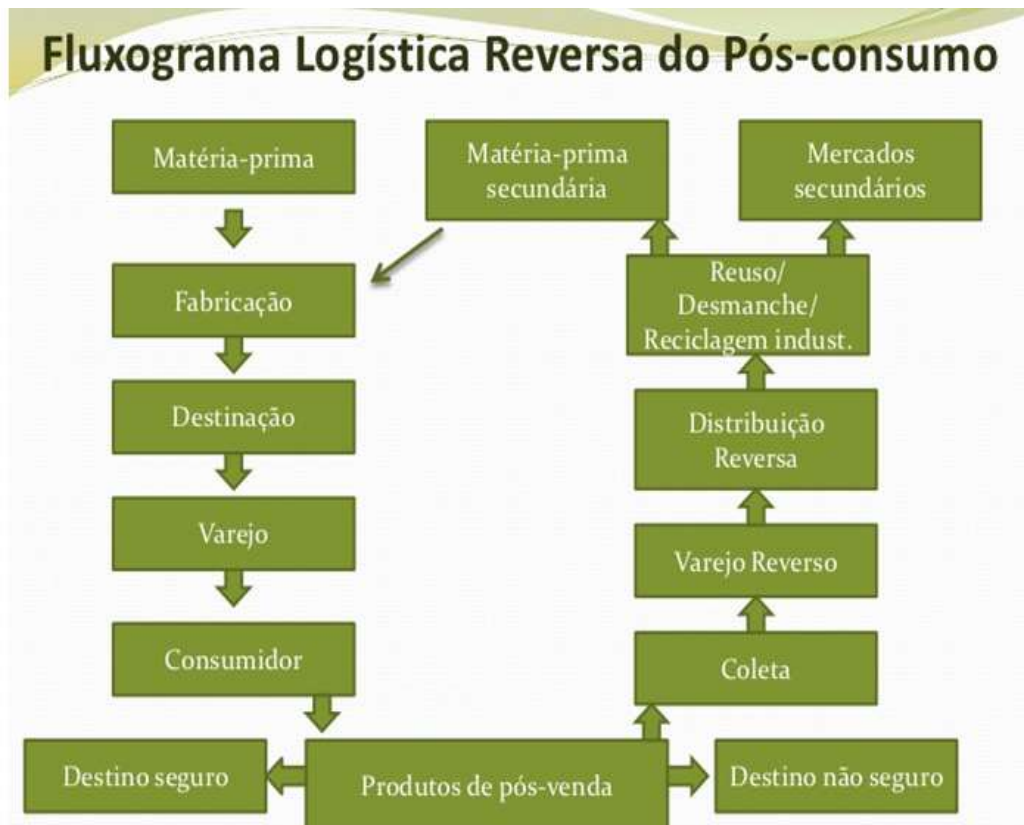 Fluxograma Logística Reversa do Pós-consumo
Matéria-prima
Matéria-prima
secundária
Mercados
secundários
Fabricação
Reuso/
Desmanche/
Reciclagem indust.
Destinação
Distribuição
Reversa
Varejo
Varejo Reverso
Consumidor
Coleta
Destino seguro
Produtos de pós-venda
Destino não seguro